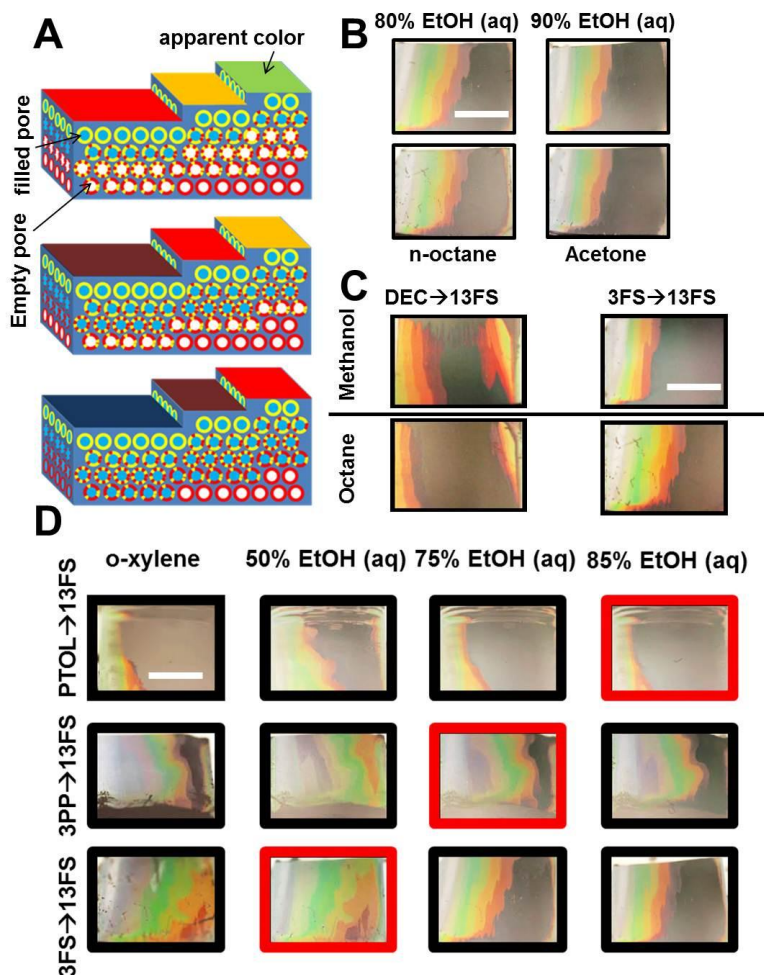 A
apparent color
filled pore
Empty pore
B
80% EtOH (aq)
90% EtOH (aq)
n-octane
Acetone
C
DEC→13FS
3FS→13FS
Methanol
Octane
D
o-xylene
50% EtOH (aq)
75% EtOH (aq)
85% EtOH (aq)
PTOL→13FS
3PP→13FS
3FS→13FS